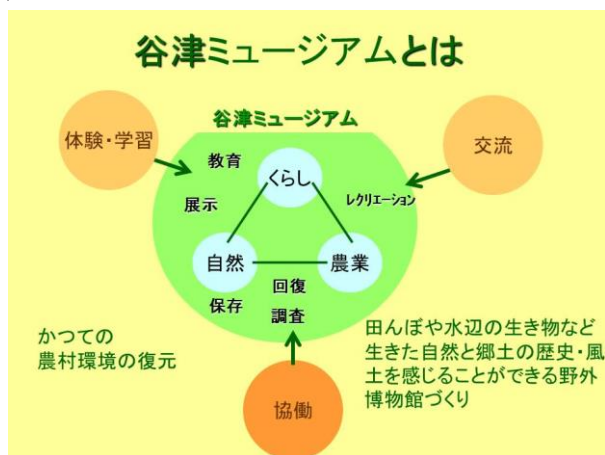 谷津ミュージアムとは
谷津ミュージアム
体験・学習
交流
教育
くらし
展示
レクリエーション
自然
農業
回復
保存
調査
かつての
農村環境の復元
田んぼや水辺の生き物など
生きた自然と郷土の歴史・風
土を感じることができる野外
博物館づくり
協働